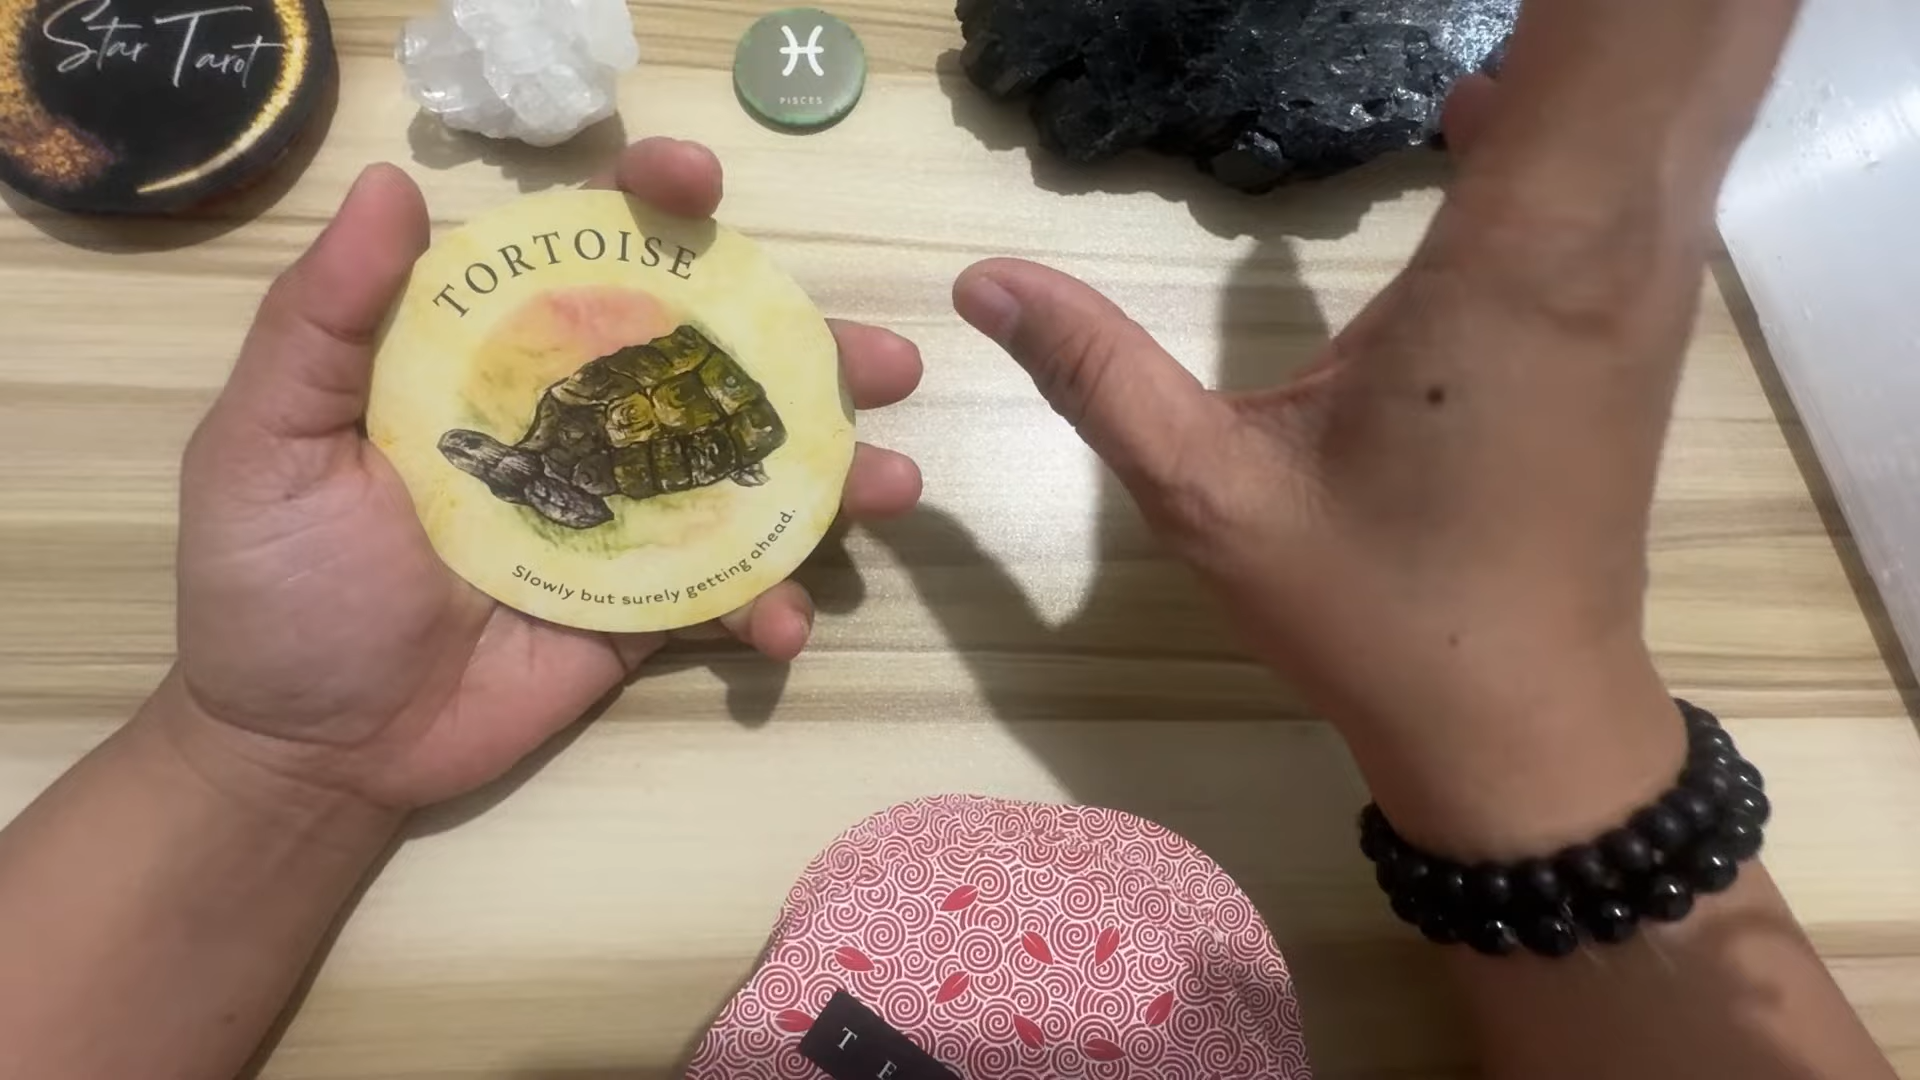 Star Tarot
PISCES
TORTOISE
Slowly but surely getting ahead.
T E